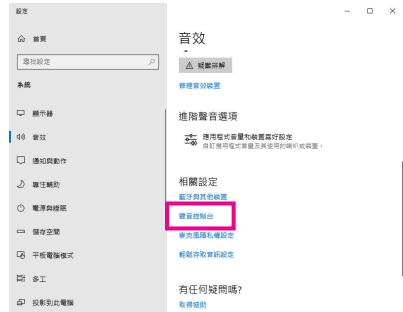 設定
首頁
尋找設定
系統
顯示器
音效
通知與動作
專注輔助
電源與睡眠
儲存空間
平板電腦模式
多工
投影到此電腦
音效
疑難排解
管理音效裝置
進階聲音選項
應用程式音量和裝置喜好設定
自訂應用程式音量及其使用的喇叭或裝置。
相關設定
藍牙與其他裝置
聲音控制台
麥克風隱私權設定
輕鬆存取音訊設定
有任何疑問嗎?
取得協助